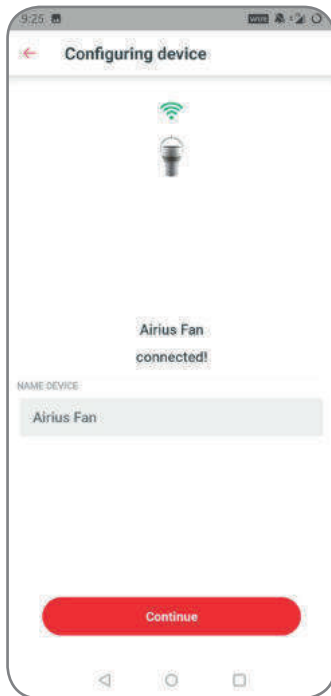 9:25
Configuring device
Airius Fan
connected!
NAME DEVICE
Airius Fan
Continue